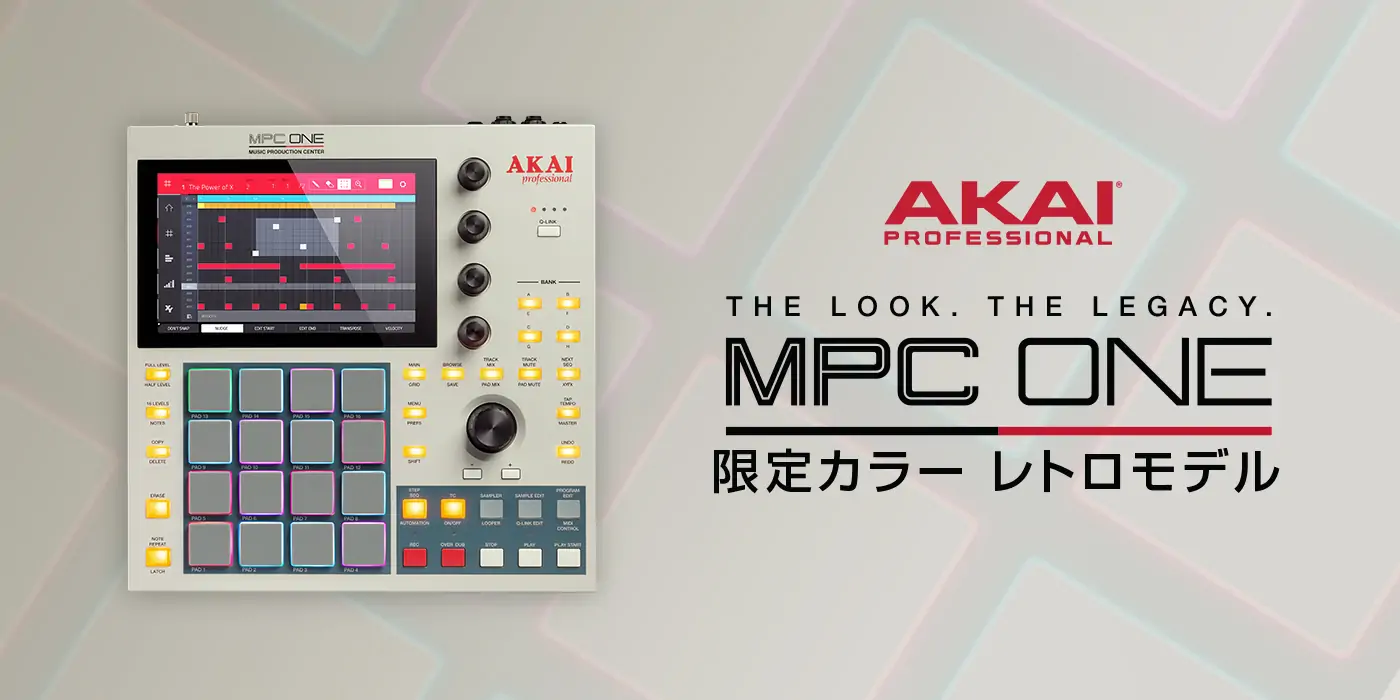 MPC ONE
MUSIC PRODUCTION CENTER
AKAI
professional
1 The Power of X
2
1
1
Q-LINK
BANK
A
B
E
F
C
D
G
H
DON'T SNAP
NUDGE
EDIT START
EDIT END
TRANSPOSE
VELOCITY
FULL LEVEL
HALF LEVEL
16 LEVELS
NOTES
COPY
DELETE
ERASE
NOTE
REPEAT
LATCH
PAD 13
PAD 14
PAD 15
PAD 16
PAD 9
PAD 10
PAD 11
PAD 12
PAD 5
PAD 6
PAD 7
PAD 8
PAD 1
PAD 2
PAD 3
PAD 4
MAIN
GRID
BROWSE
SAVE
TRACK
MIX
PAD MIX
TRACK
MUTE
PAD MUTE
NEXT
SEQ
XYFX
MENU
PREFS
TAP
TEMPO
MASTER
SHIFT
UNDO
REDO
-
+
STEP
SEQ
AUTOMATION
TC
ON/OFF
SAMPLER
LOOPER
SAMPLE EDIT
Q-LINK EDIT
PROGRAM
EDIT
MIDI
CONTROL
REC
OVER DUB
STOP
PLAY
PLAY START
AKAI®
PROFESSIONAL
THE LOOK. THE LEGACY.
MPC ONE
限定カラー レトロモデル